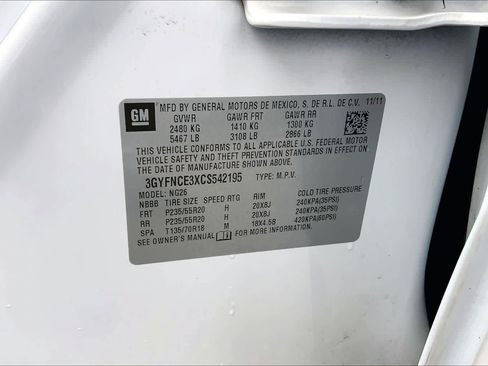 GM
MFD BY GENERAL MOTORS DE MEXICO, S. DE R.L. DE C.V. 11/11
GVWR GAWR FRT GAWR RR
2480 KG 1410 KG 1300 KG
5467 LB 3108 LB 2866 LB
THIS VEHICLE CONFORMS TO ALL APPLICABLE U.S. FEDERAL MOTOR
VEHICLE SAFETY AND THEFT PREVENTION STANDARDS IN EFFECT ON
THE DATE OF MANUFACTURE SHOWN ABOVE.
3GYFNCE3XCS542195 TYPE: M.P.V.
MODEL: NG26
NBBB TIRE SIZE SPEED RTG RIM COLD TIRE PRESSURE
FRT P235/55R20 H 20X8J 240KPA(35PSI)
RR P235/55R20 H 20X8J 240KPA(35PSI)
SPA T135/70R18 M 18X4.5B 420KPA(60PSI)
SEE OWNER'S MANUAL FOR MORE INFORMATION.